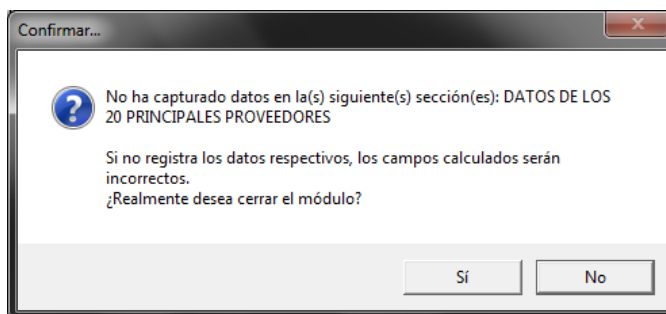 Confirmar...
No ha capturado datos en la(s) siguiente(s) sección(es): DATOS DE LOS
20 PRINCIPALES PROVEEDORES
Si no registra los datos respectivos, los campos calculados serán
incorrectos.
¿Realmente desea cerrar el módulo?
Sí
No